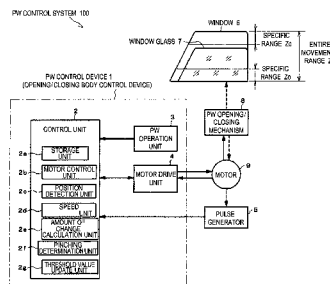 PW CONTROL SYSTEM 100
WINDOW 6
WINDOW GLASS 7
SPECIFIC
RANGE Zc
ENTIRE
MOVEMENT
RANGE Z
SPECIFIC
RANGE Zc
PW CONTROL DEVICE 1
(OPENING/CLOSING BODY CONTROL DEVICE)
2
CONTROL UNIT
2a
STORAGE
UNIT
2b
MOTOR CONTROL
UNIT
2c
POSITION
DETECTION UNIT
2d
SPEED
UNIT
2e
AMOUNT OF
CHANGE
CALCULATION UNIT
2f
PINCHING
DETERMINATION UNIT
2g
THRESHOLD VALUE
UPDATE UNIT
3
PW OPERATION
UNIT
4
MOTOR DRIVE
UNIT
8
PW OPENING/
CLOSING
MECHANISM
9
MOTOR
5
PULSE
GENERATOR